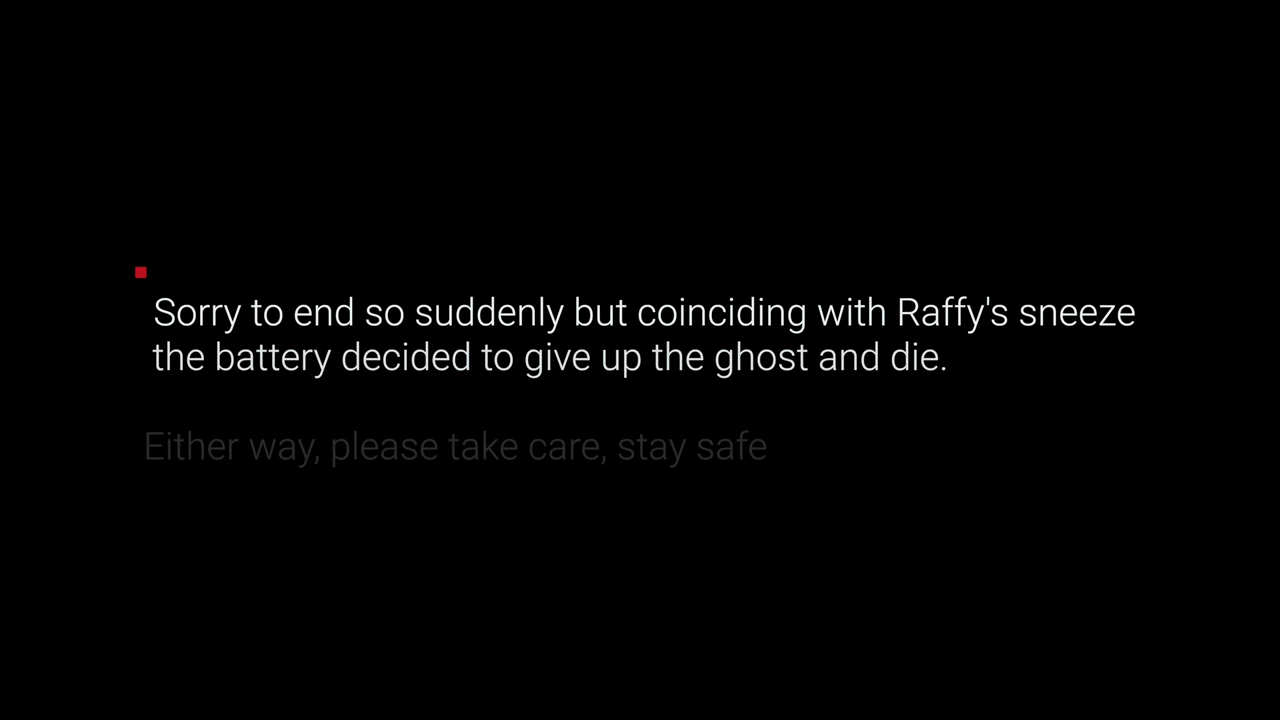 Sorry to end so suddenly but coinciding with Raffy's sneeze
the battery decided to give up the ghost and die.
Either way, please take care, stay safe